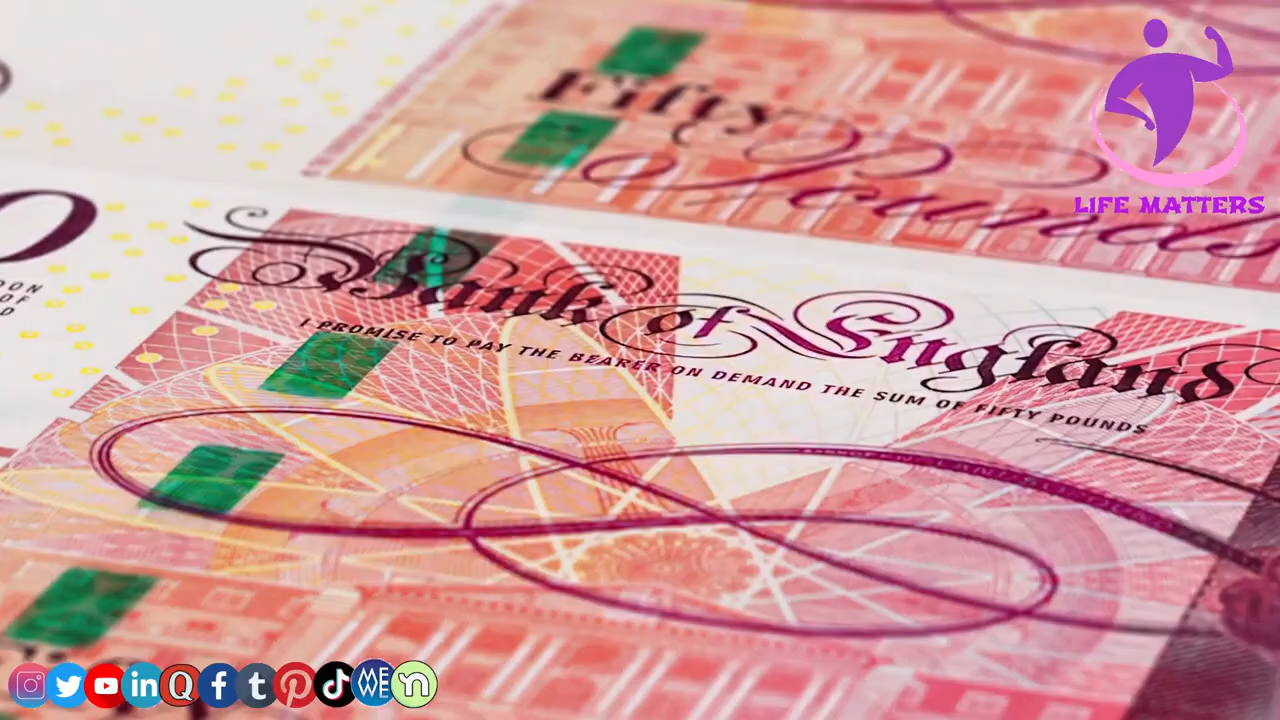 Fifty
Pounds
LIFE MATTERS
Bank of England
I PROMISE TO PAY THE BEARER ON DEMAND THE SUM OF FIFTY POUNDS